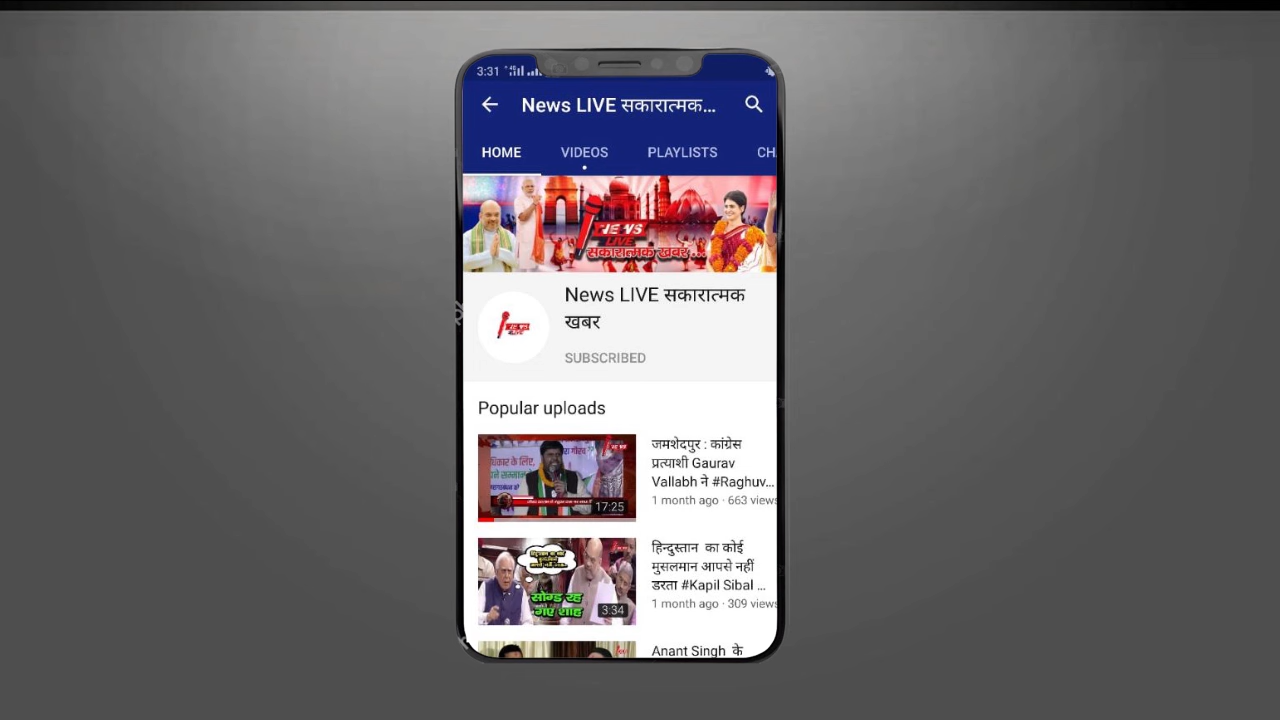 3:31
News LIVE सकारात्मक...
HOME VIDEOS PLAYLISTS CH
NEWS
LIVE
सकारात्मक खबर ...
News LIVE सकारात्मक
खबर
SUBSCRIBED
Popular uploads
जमशेदपुर : कांग्रेस
प्रत्याशी Gaurav
Vallabh ने #Raghuv...
1 month ago · 663 views
17:25
हिन्दुस्तान का कोई
मुसलमान आपसे नहीं
डरता #Kapil Sibal ...
1 month ago · 309 views
गए शाह
3:34
Anant Singh के